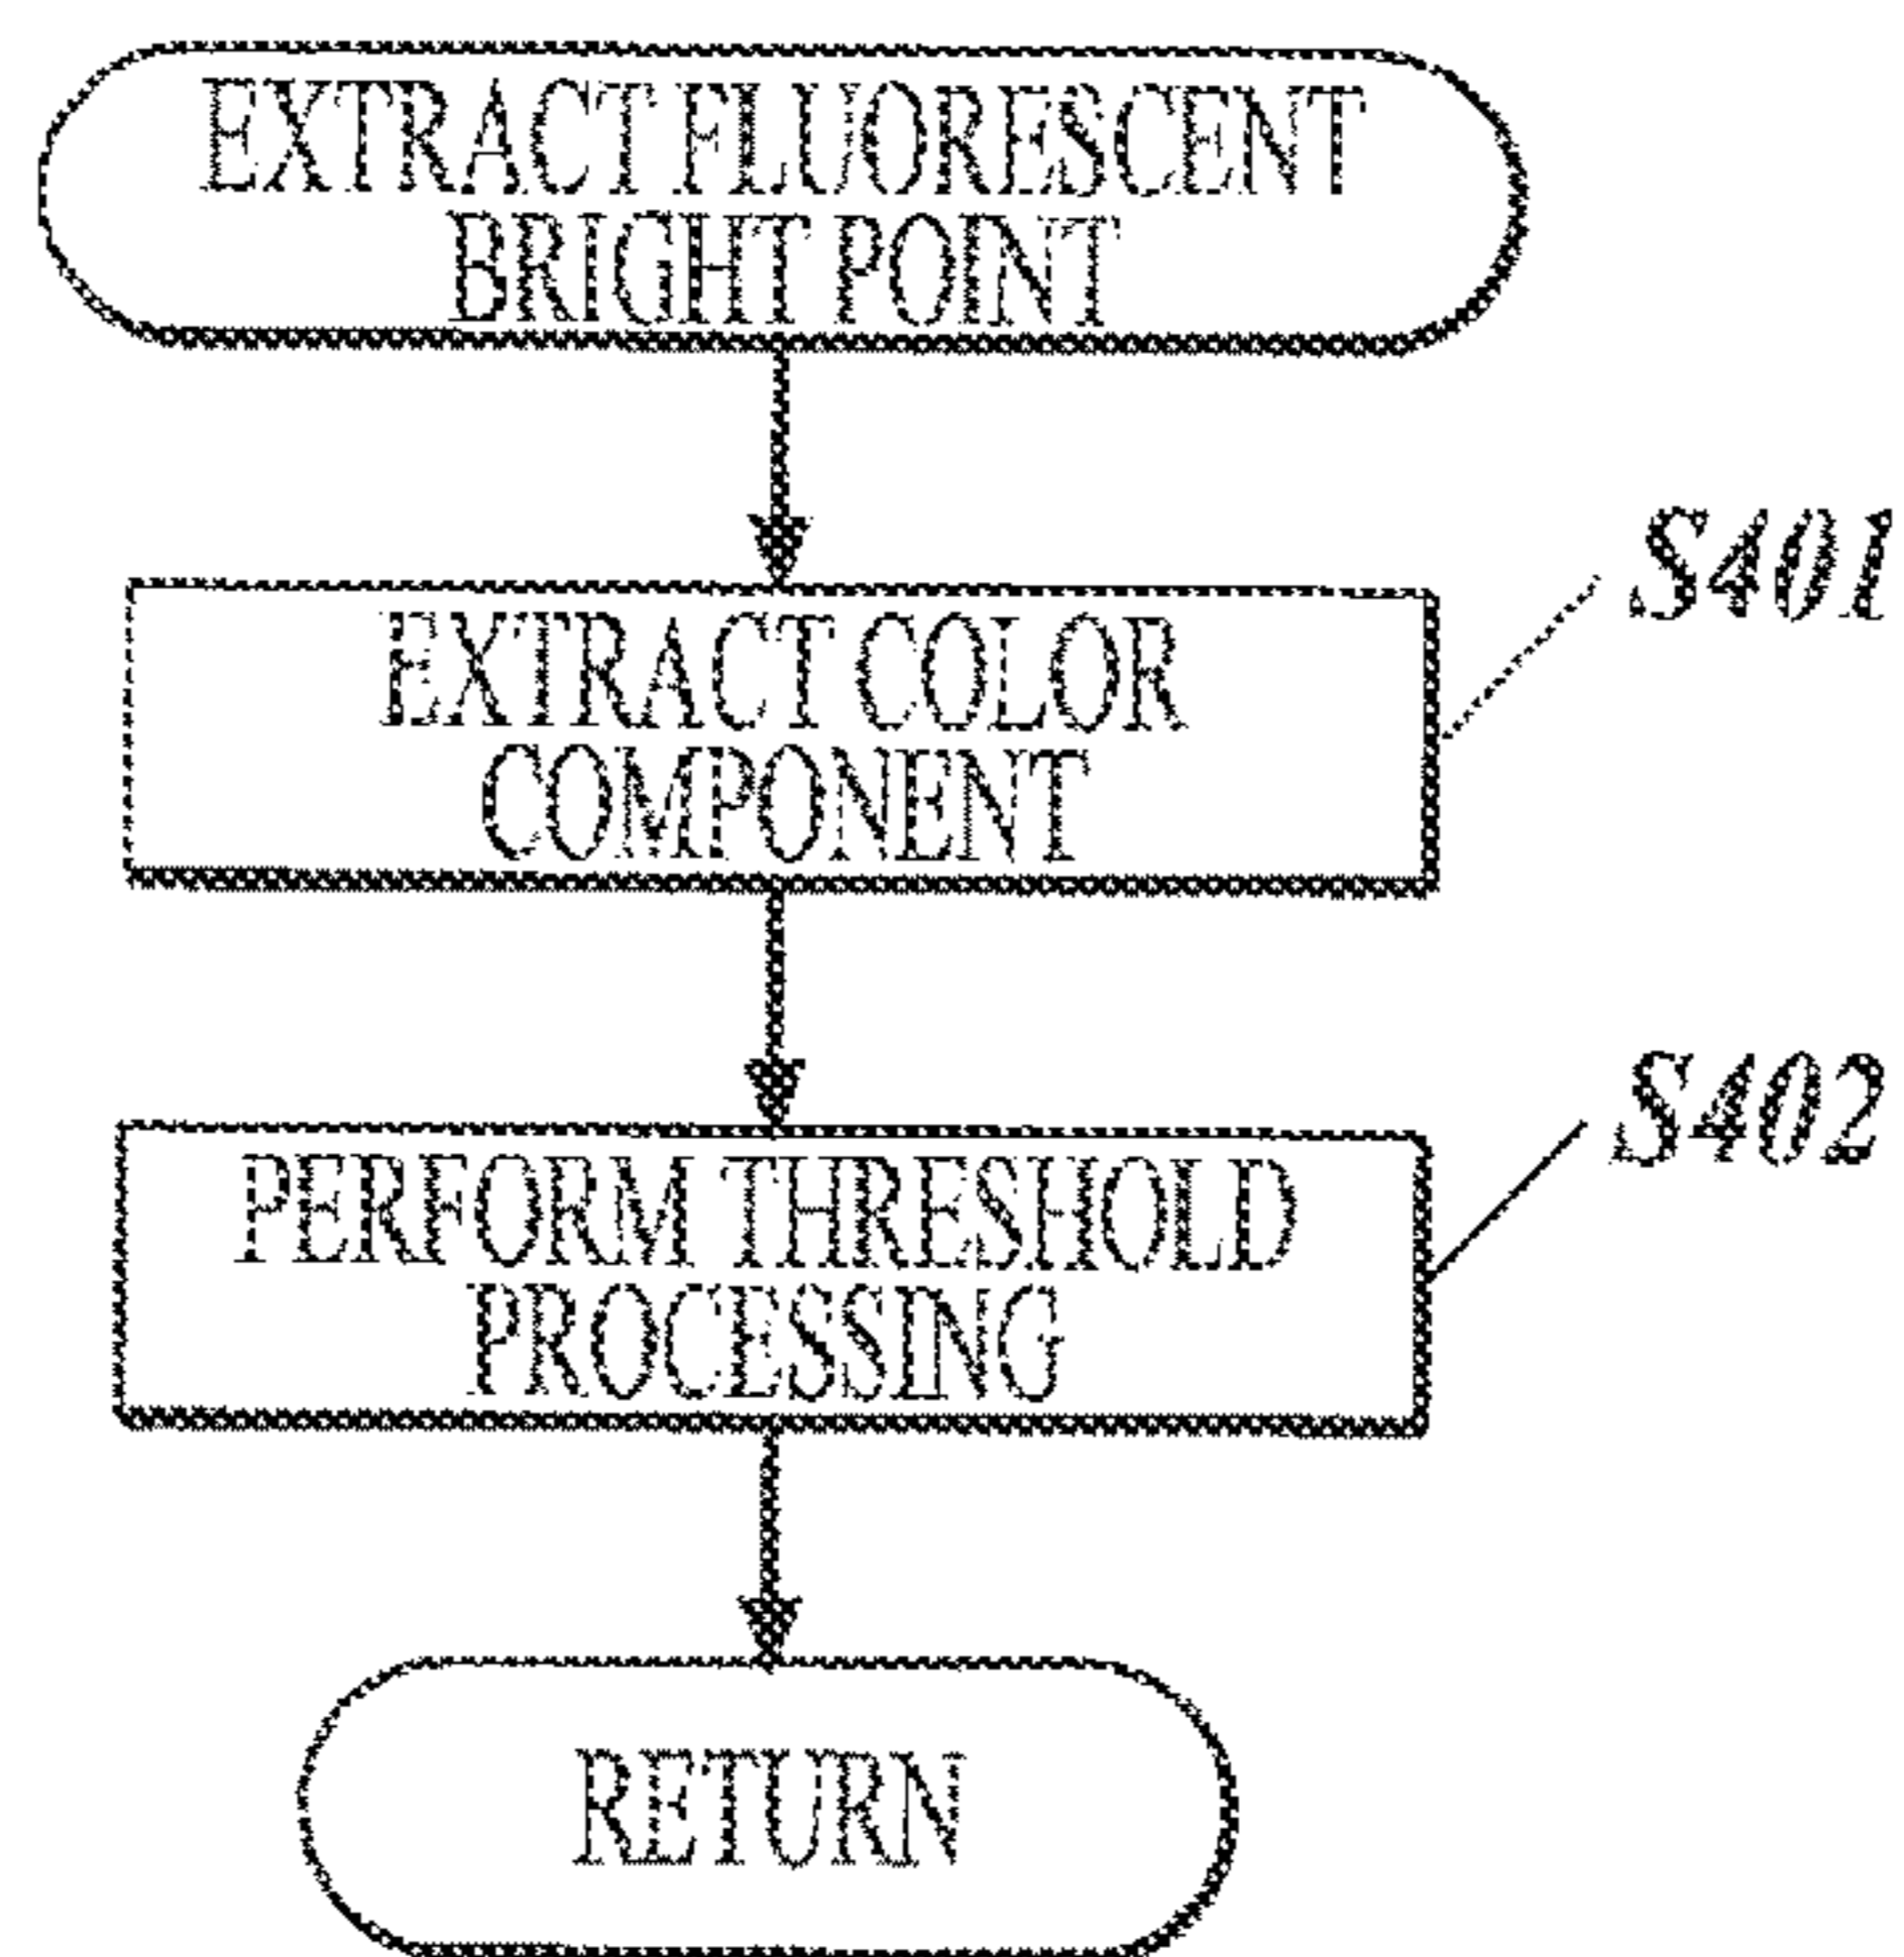 EXTRACT FLUORESCENT
BRIGHT POINT
S401
EXTRACT COLOR
COMPONENT
S402
PERFORM THRESHOLD
PROCESSING
RETURN